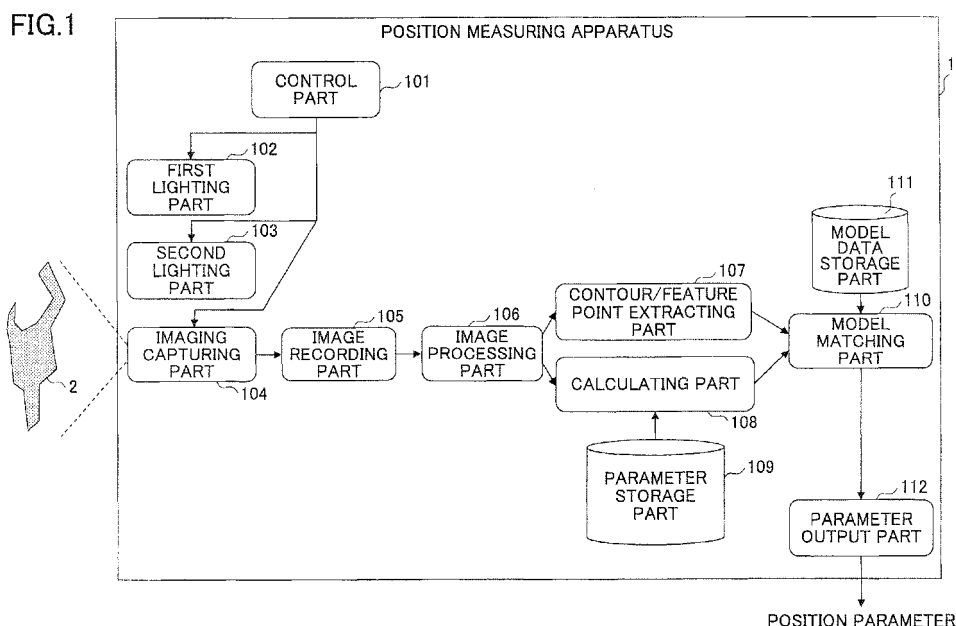 FIG.1
POSITION MEASURING APPARATUS
1
CONTROL
PART
101
102
FIRST
LIGHTING
PART
103
SECOND
LIGHTING
PART
111
MODEL
DATA
STORAGE
PART
107
CONTOUR/FEATURE
POINT EXTRACTING
PART
110
MODEL
MATCHING
PART
2
IMAGING
CAPTURING
PART
104
105
IMAGE
RECORDING
PART
106
IMAGE
PROCESSING
PART
CALCULATING PART
108
PARAMETER
STORAGE
PART
109
112
PARAMETER
OUTPUT PART
POSITION PARAMETER